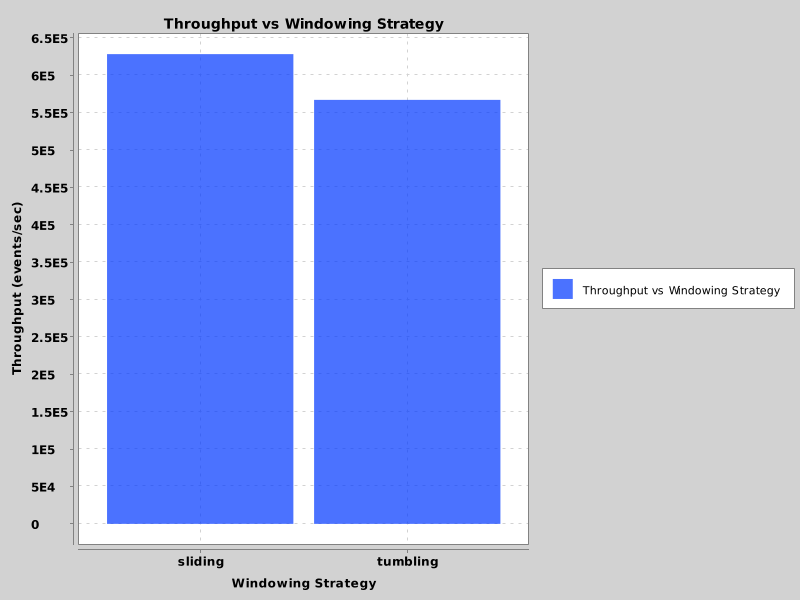 Throughput vs Windowing Strategy
6.5E5
6E5
5.5E5
5E5
4.5E5
4E5
3.5E5
3E5
2.5E5
2E5
1.5E5
1E5
5E4
0
Throughput (events/sec)
sliding tumbling
Windowing Strategy
Throughput vs Windowing Strategy